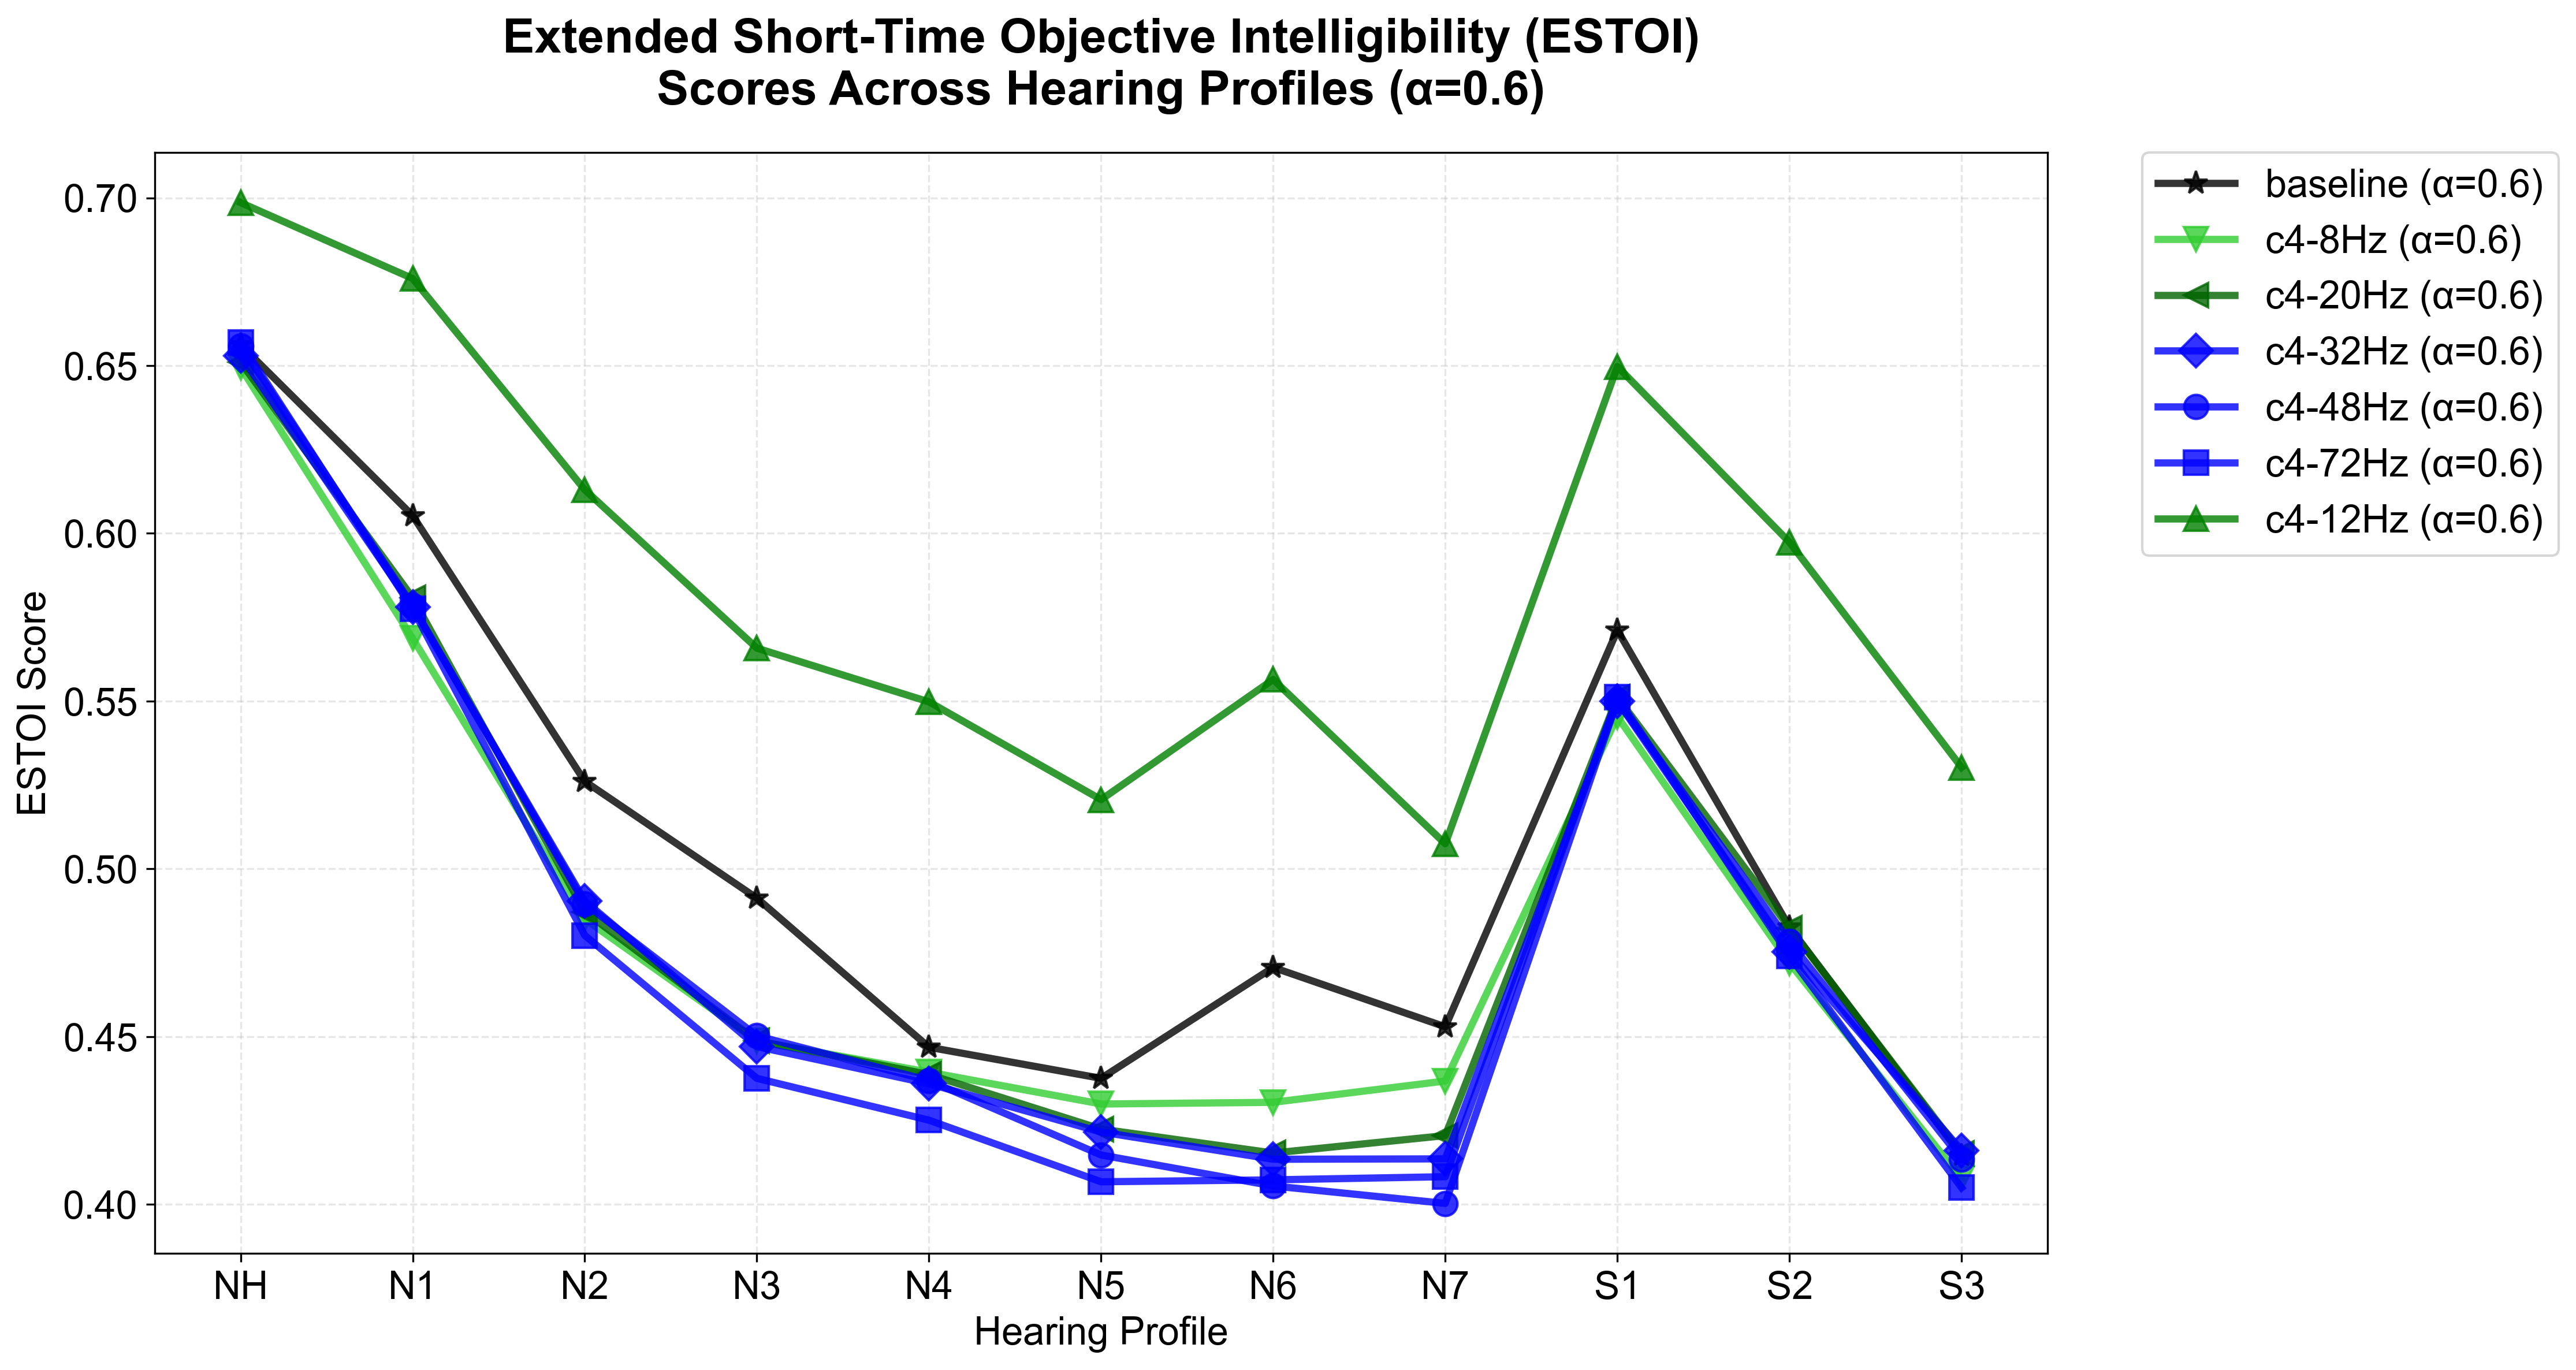 Extended Short-Time Objective Intelligibility (ESTOI)
Scores Across Hearing Profiles (α=0.6)
ESTOI Score
0.70
0.65
0.60
0.55
0.50
0.45
0.40
NH N1 N2 N3 N4 N5 N6 N7 S1 S2 S3
Hearing Profile
baseline (α=0.6)
c4-8Hz (α=0.6)
c4-20Hz (α=0.6)
c4-32Hz (α=0.6)
c4-48Hz (α=0.6)
c4-72Hz (α=0.6)
c4-12Hz (α=0.6)